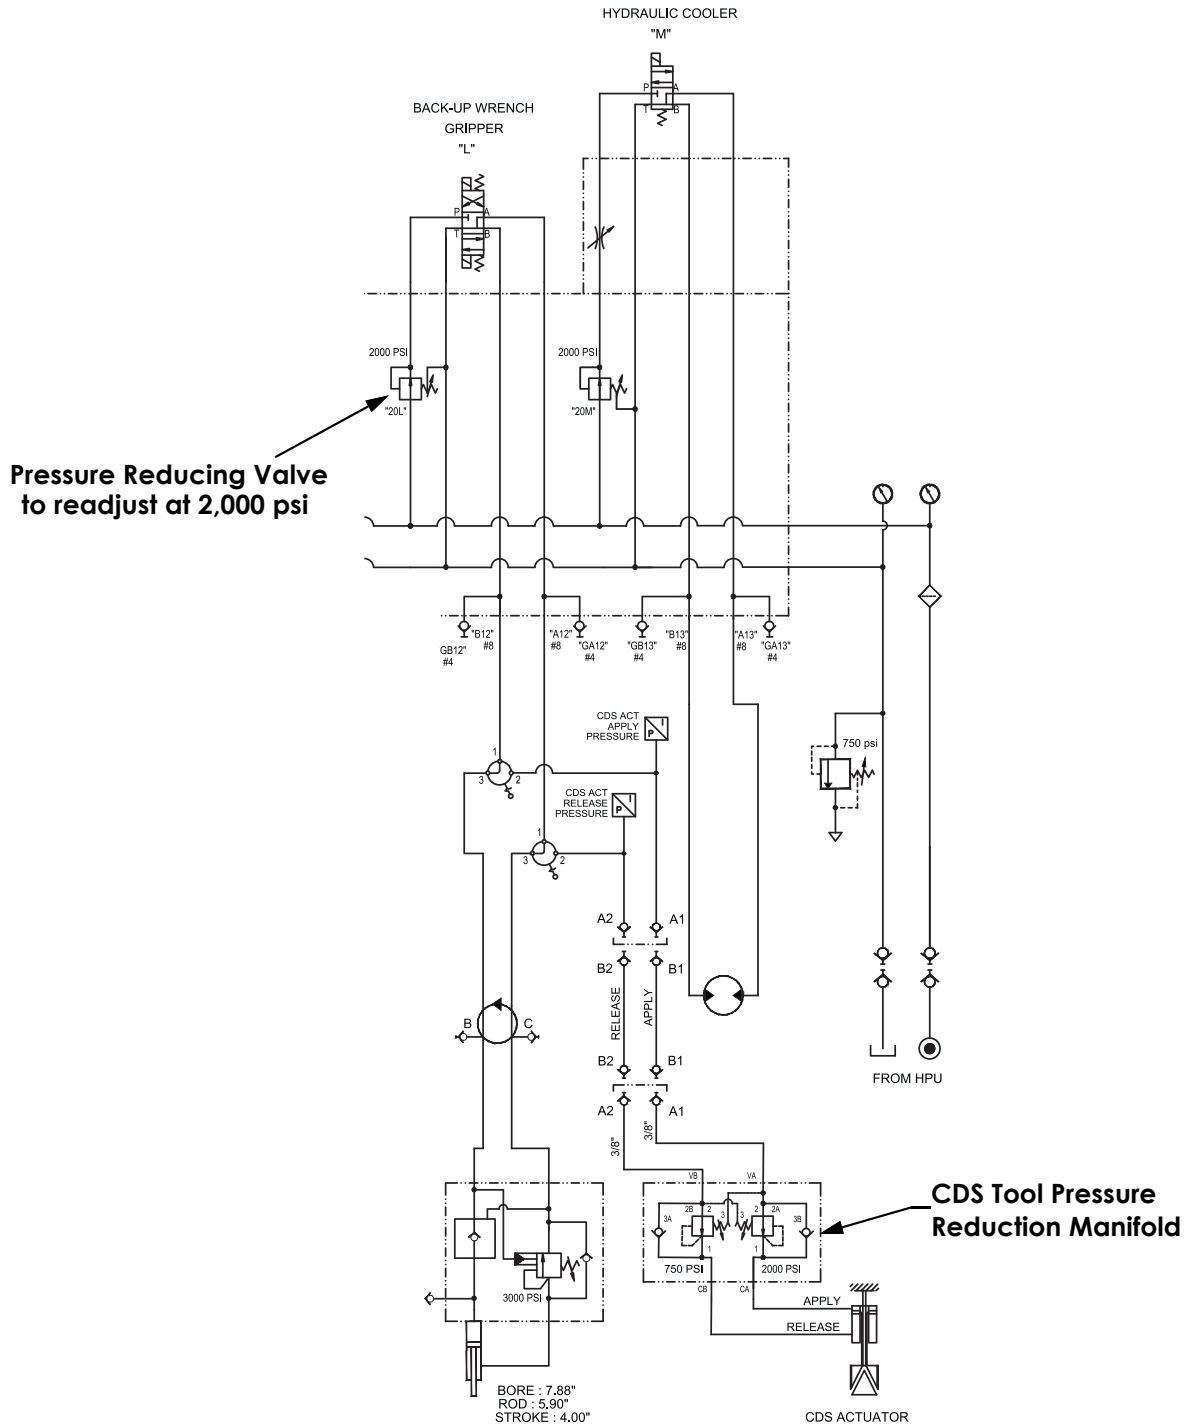 HYDRAULIC COOLER
"M"
P A
T B
BACK-UP WRENCH
GRIPPER
"L"
P A
T B
2000 PSI
"20L"
2000 PSI
"20M"
Pressure Reducing Valve
to readjust at 2,000 psi
GB12"
#4
"B12"
#8
"A12"
#8
"GA12"
#4
"GB13"
#4
"B13"
#8
"A13"
#8
"GA13"
#4
CDS ACT
APPLY
PRESSURE
P I
750 psi
1
3 2
CDS ACT
RELEASE
PRESSURE
P I
1
3 2
A2 A1
B2 B1
RELEASE
APPLY
B C
B2 B1
A2 A1
FROM HPU
3/8"
3/8"
VB VA
CDS Tool Pressure
Reduction Manifold
3A 2B 2 3 3 2 2A 3B
1 1
750 PSI 2000 PSI
CB CA
3000 PSI
APPLY
RELEASE
BORE : 7.88"
ROD : 5.90"
STROKE : 4.00"
CDS ACTUATOR